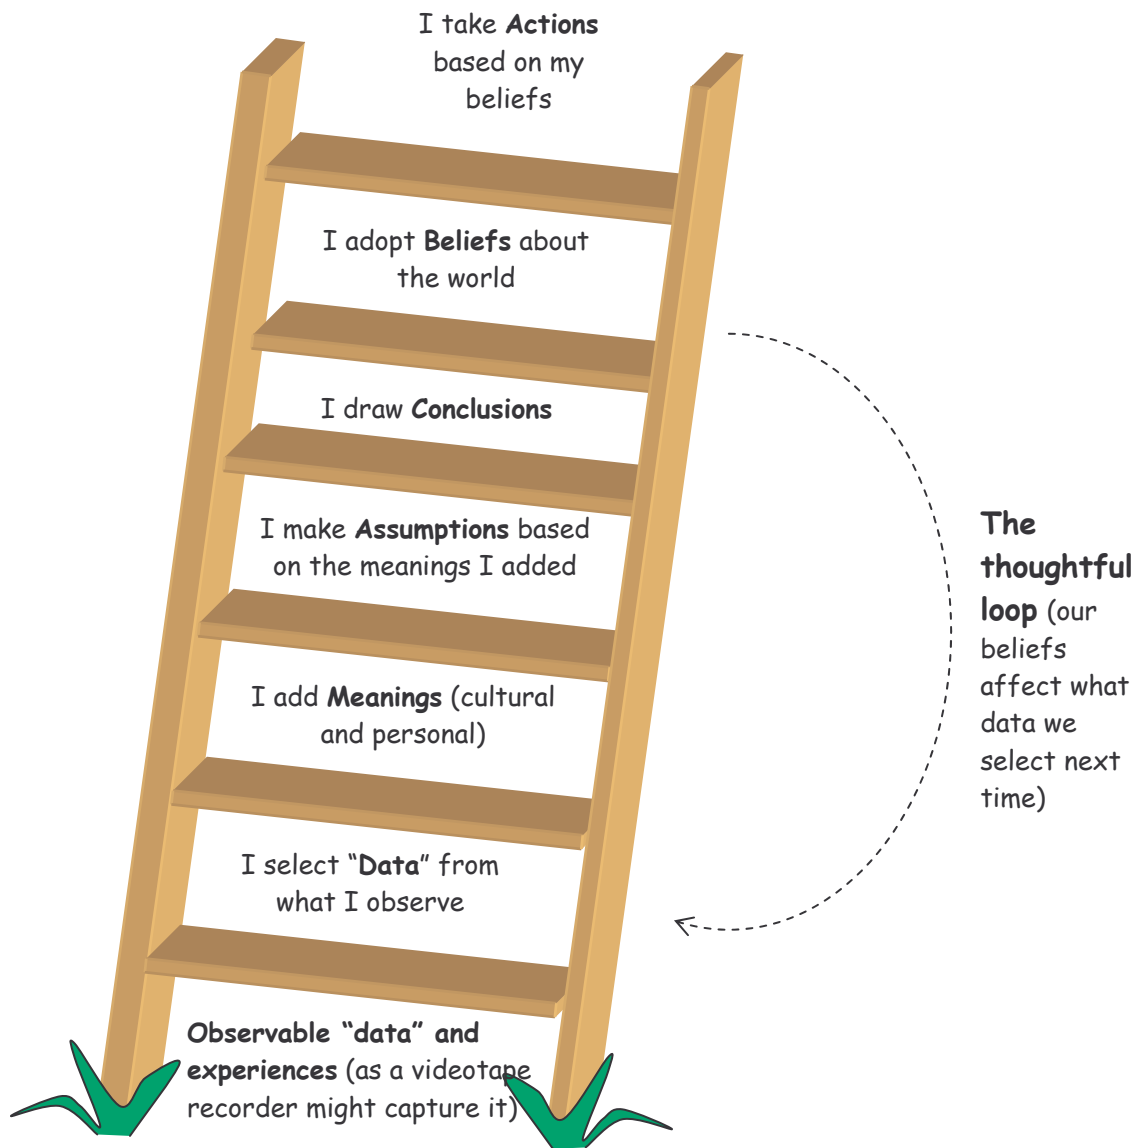 I take Actions
based on my
beliefs
I adopt Beliefs about
the world
I draw Conclusions
I make Assumptions based
on the meanings I added
I add Meanings (cultural
and personal)
I select “Data” from
what I observe
Observable “data” and
experiences (as a videotape
recorder might capture it)
The
thoughtful
loop (our
beliefs
affect what
data we
select next
time)